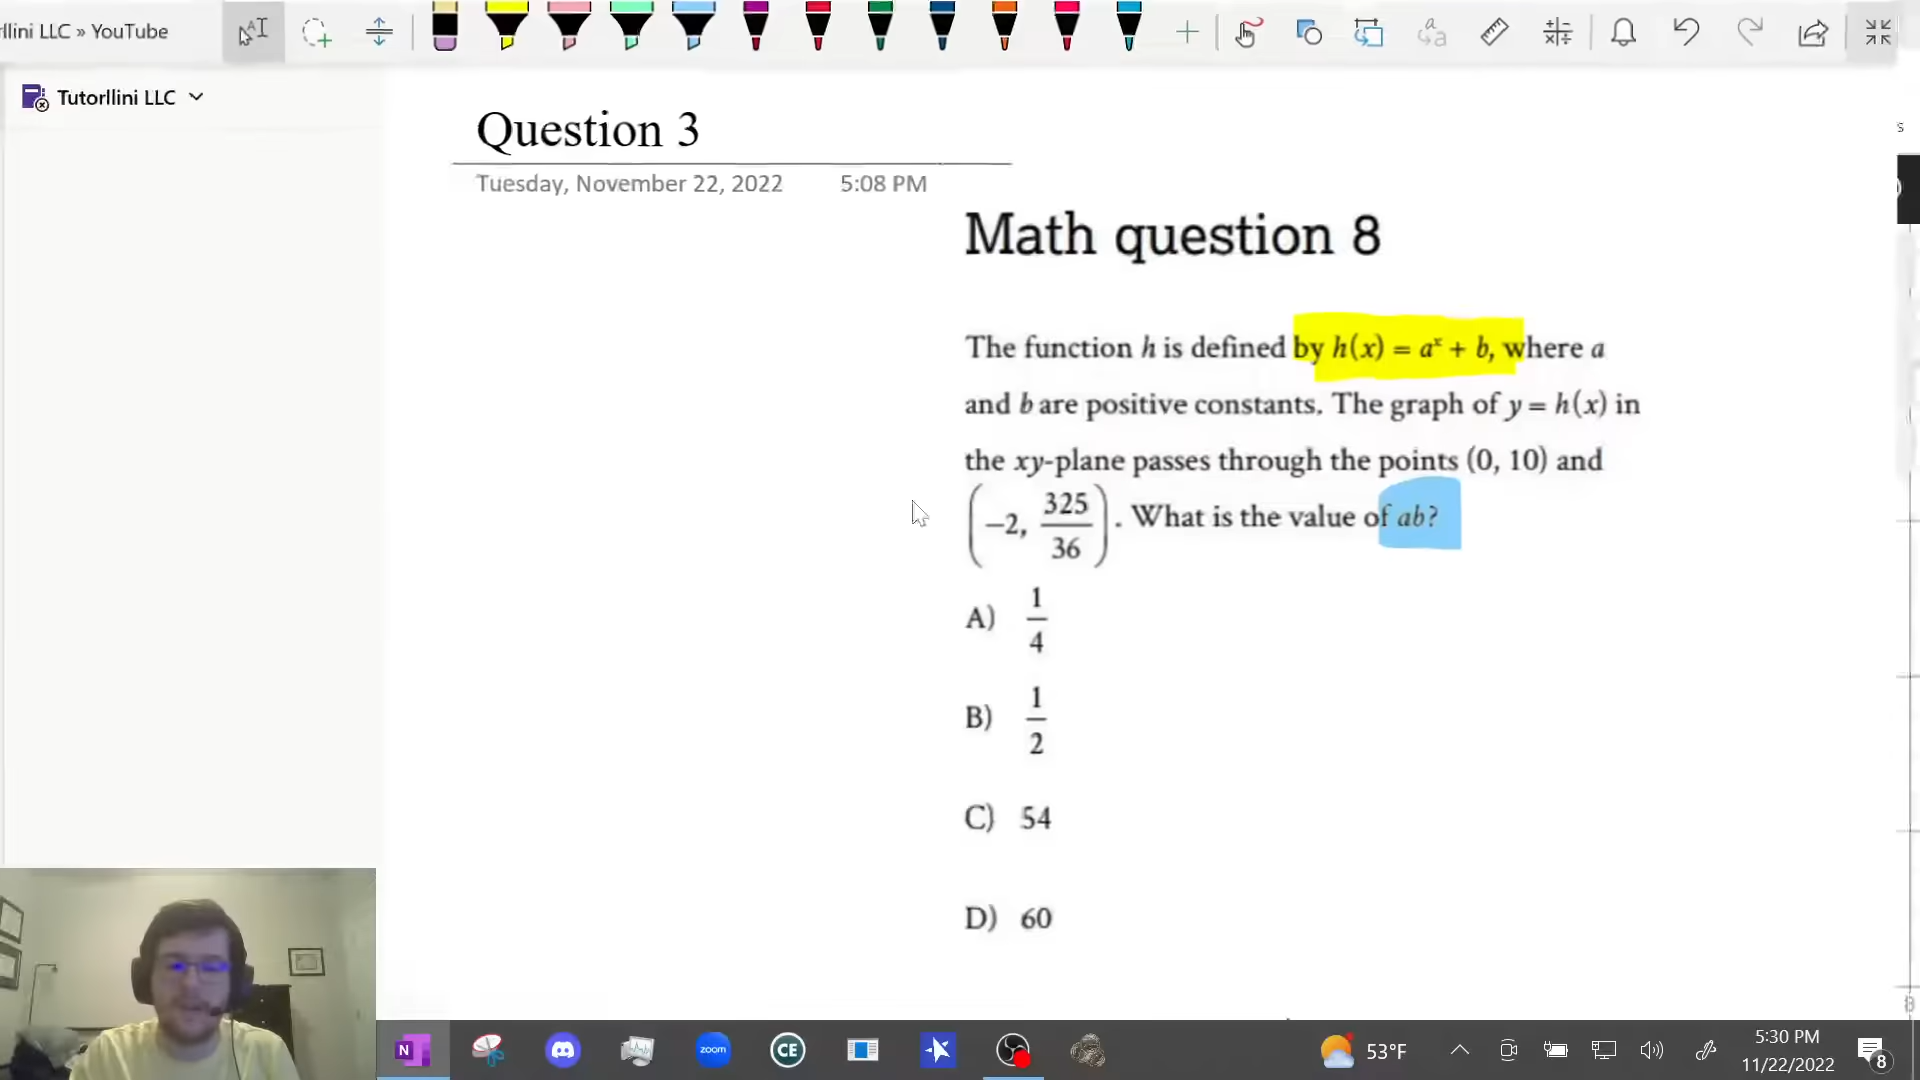 llini LLC » YouTube
Tutorllini LLC
Question 3
Tuesday, November 22, 2022 5:08 PM
Math question 8
The function h is defined by h(x) = aˣ + b, where a
and b are positive constants. The graph of y = h(x) in
the xy-plane passes through the points (0, 10) and
(−2, 325/36). What is the value of ab?
A) 1/4
B) 1/2
C) 54
D) 60
N
zoom
CE
53°F
5:30 PM
11/22/2022
8